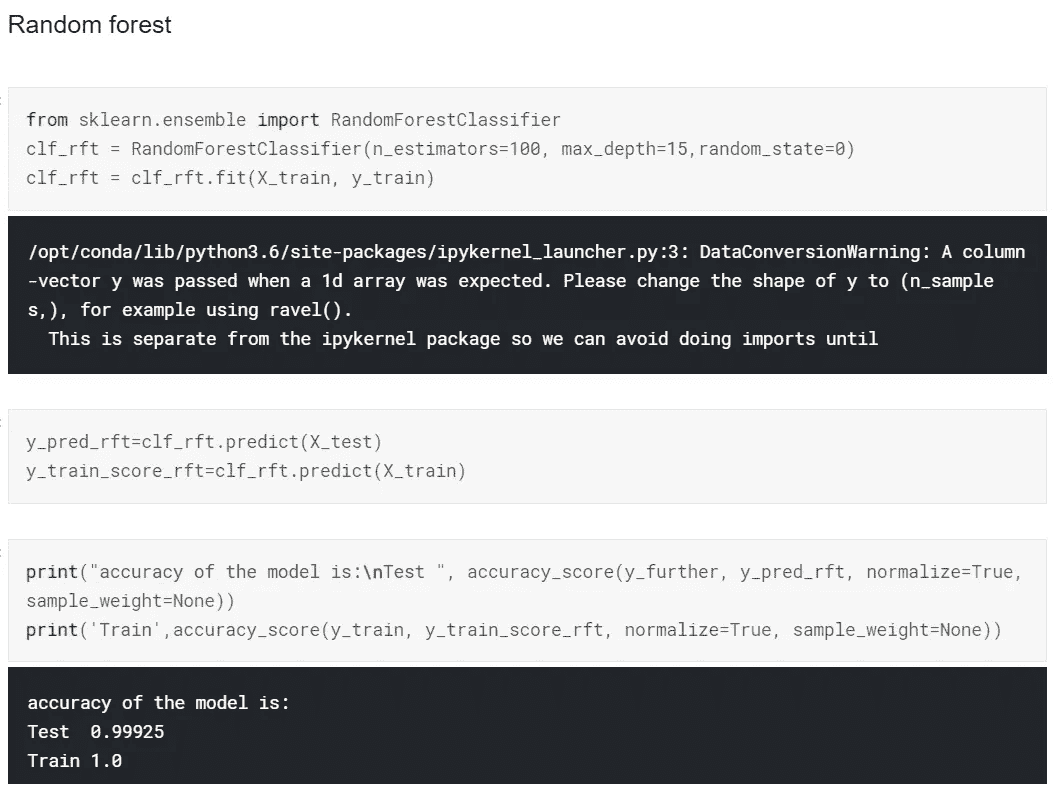 Random forest
from sklearn.ensemble import RandomForestClassifier
clf_rft = RandomForestClassifier(n_estimators=100, max_depth=15,random_state=0)
clf_rft = clf_rft.fit(X_train, y_train)
/opt/conda/lib/python3.6/site-packages/ipykernel_launcher.py:3: DataConversionWarning: A column
-vector y was passed when a 1d array was expected. Please change the shape of y to (n_sample
s,), for example using ravel().
  This is separate from the ipykernel package so we can avoid doing imports until
y_pred_rft=clf_rft.predict(X_test)
y_train_score_rft=clf_rft.predict(X_train)
print("accuracy of the model is:\nTest ", accuracy_score(y_further, y_pred_rft, normalize=True,
sample_weight=None))
print('Train',accuracy_score(y_train, y_train_score_rft, normalize=True, sample_weight=None))
accuracy of the model is:
Test  0.99925
Train 1.0